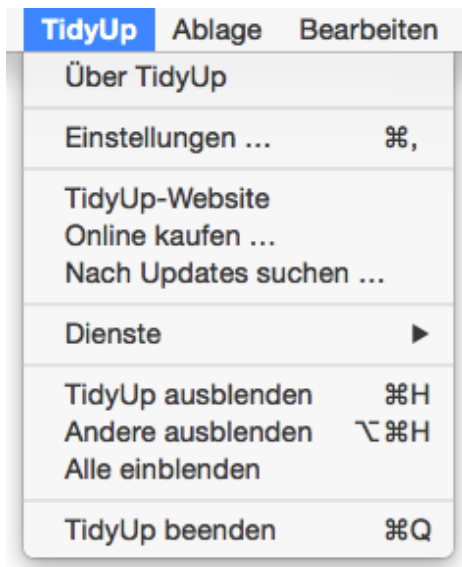 TidyUp Ablage Bearbeiten
Über TidyUp
Einstellungen ... ⌘,
TidyUp-Website
Online kaufen ...
Nach Updates suchen ...
Dienste ▶
TidyUp ausblenden ⌘H
Andere ausblenden ⌥⌘H
Alle einblenden
TidyUp beenden ⌘Q